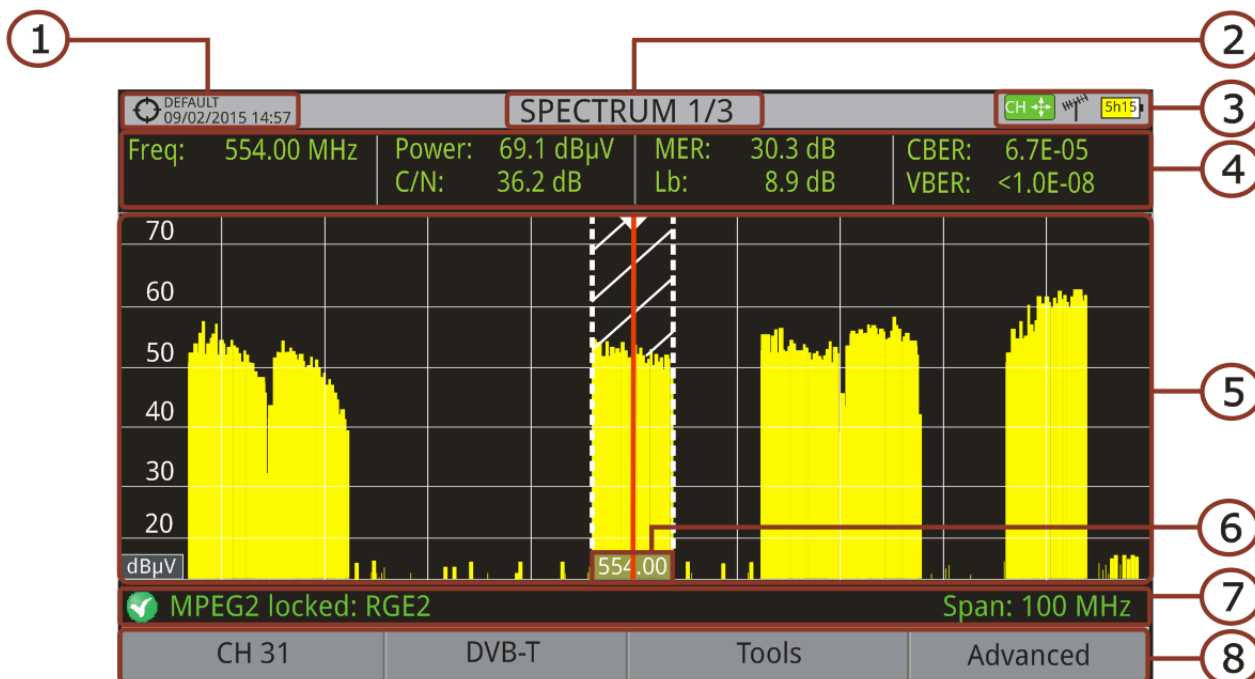 1
2
3
4
5
6
7
8
DEFAULT
09/02/2015 14:57
SPECTRUM 1/3
CH
5h15
Freq: 554.00 MHz
Power: 69.1 dBµV
C/N: 36.2 dB
MER: 30.3 dB
Lb: 8.9 dB
CBER: 6.7E-05
VBER: <1.0E-08
70
60
50
40
30
20
dBµV
554.00
MPEG2 locked: RGE2
Span: 100 MHz
CH 31
DVB-T
Tools
Advanced